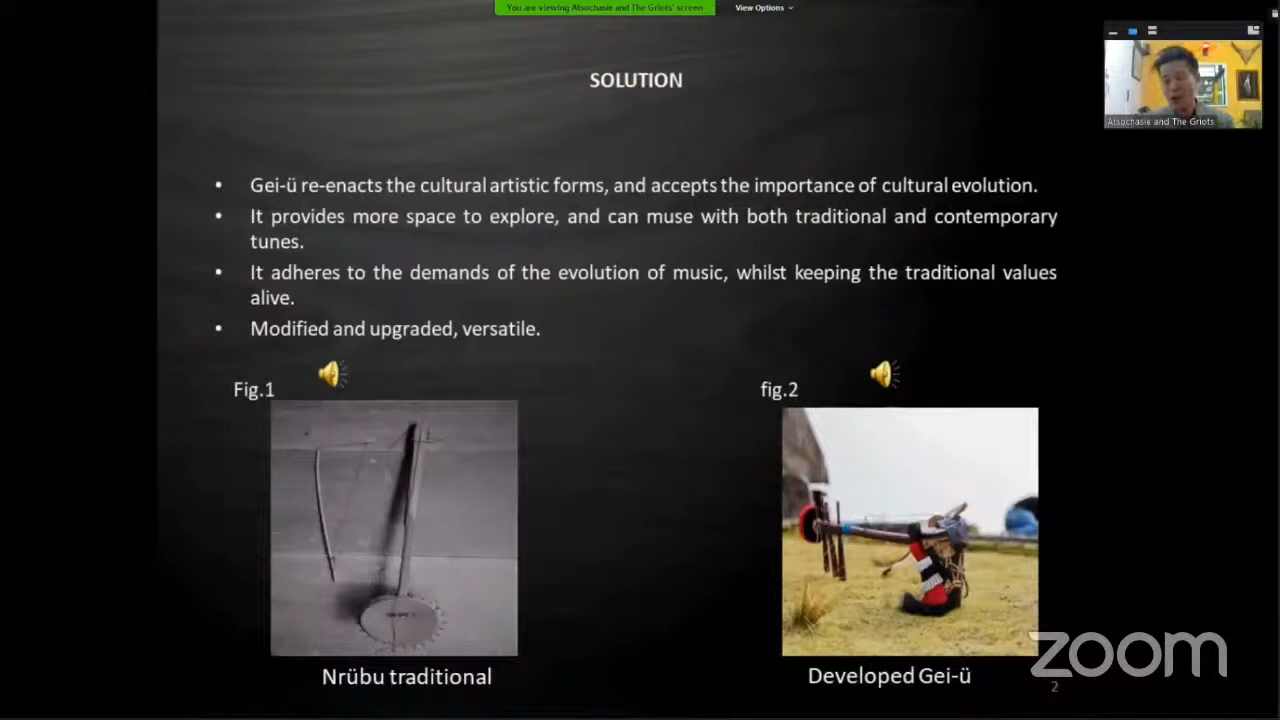 You are viewing Atsochasie and The Griots' screen
View Options
SOLUTION
Atsochasie and The Griots
• Gei-ü re-enacts the cultural artistic forms, and accepts the importance of cultural evolution.
• It provides more space to explore, and can muse with both traditional and contemporary
tunes.
• It adheres to the demands of the evolution of music, whilst keeping the traditional values
alive.
• Modified and upgraded, versatile.
Fig.1
fig.2
Nrübu traditional
Developed Gei-ü
zoom
2